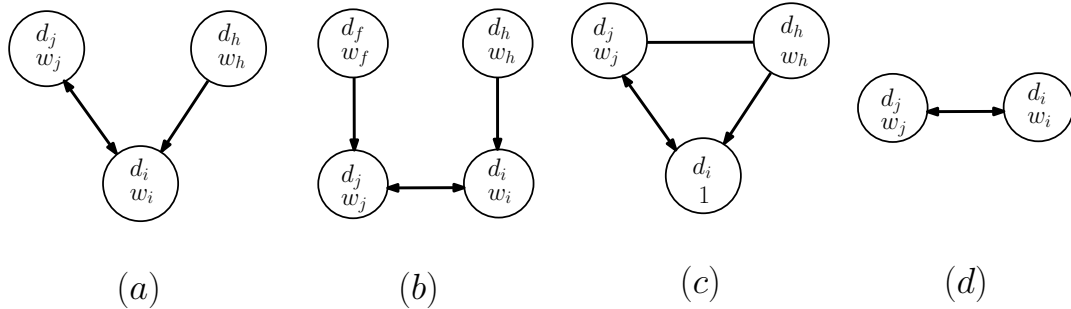 d_j
w_j
d_h
w_h
d_i
w_i
(a)
d_f
w_f
d_h
w_h
d_j
w_j
d_i
w_i
(b)
d_j
w_j
d_h
w_h
d_i
1
(c)
d_j
w_j
d_i
w_i
(d)